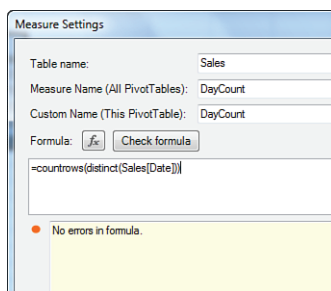 Measure Settings
Table name: Sales
Measure Name (All PivotTables): DayCount
Custom Name (This PivotTable): DayCount
Formula: fx Check formula
=countrows(distinct(Sales[Date]))
No errors in formula.